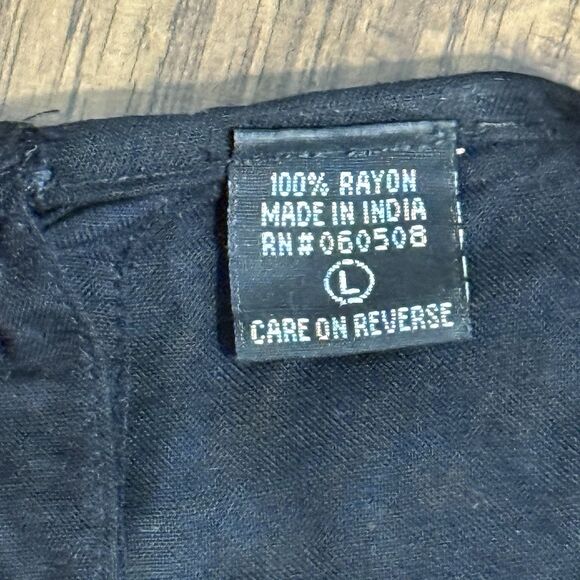 100% RAYON
MADE IN INDIA
RN#060508
L
CARE ON REVERSE